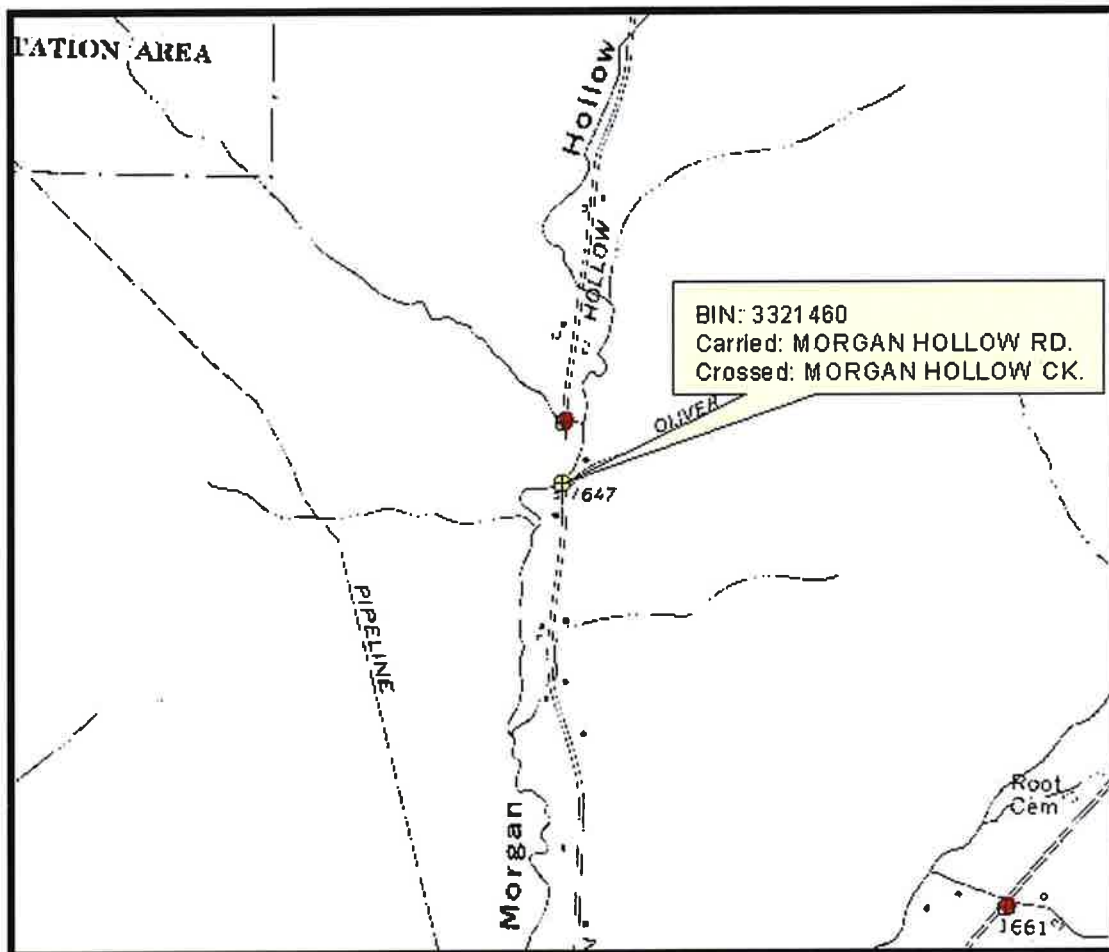 TATION AREA
Hollow
HOLLOW
BIN: 3321460
Carried: MORGAN HOLLOW RD.
Crossed: MORGAN HOLLOW CK.
OLIVER
1647
PIPELINE
Morgan
Root
Cem
1661